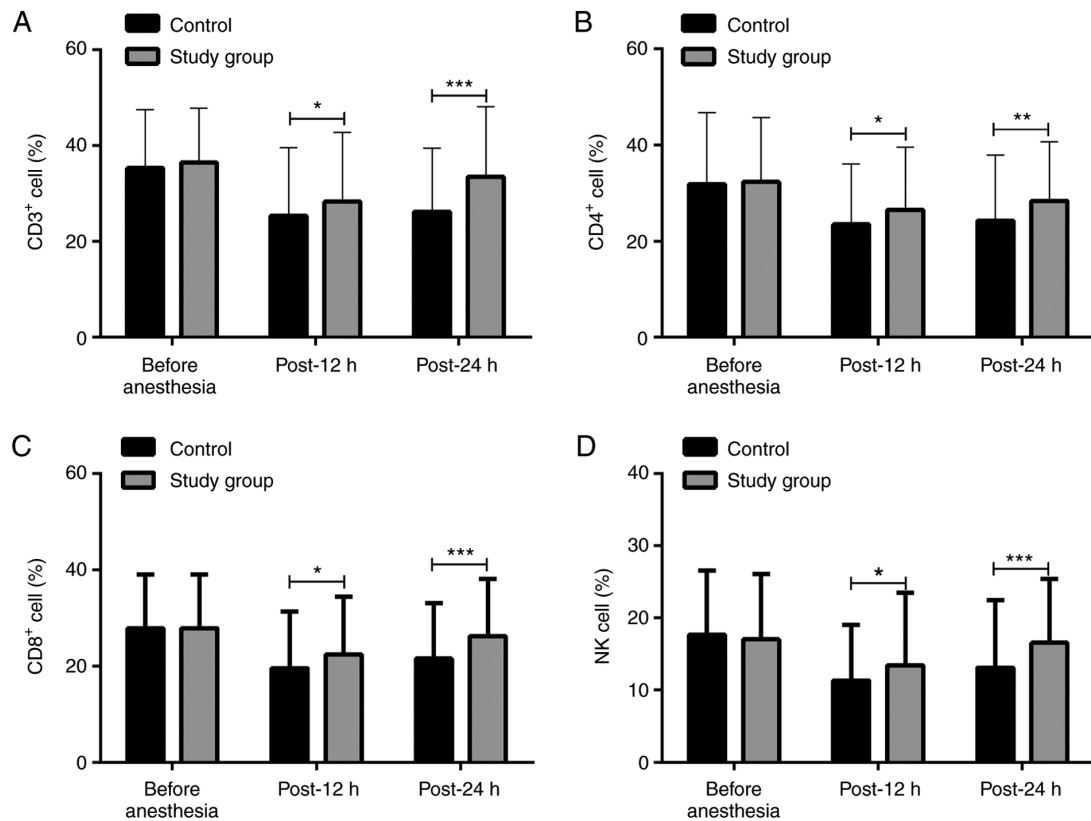 A
Control
Study group
60
40
20
0
CD3⁺ cell (%)
*
***
Before
anesthesia
Post-12 h
Post-24 h
B
Control
Study group
60
40
20
0
CD4⁺ cell (%)
*
**
Before
anesthesia
Post-12 h
Post-24 h
C
Control
Study group
60
40
20
0
CD8⁺ cell (%)
*
***
Before
anesthesia
Post-12 h
Post-24 h
D
Control
Study group
40
30
20
10
0
NK cell (%)
*
***
Before
anesthesia
Post-12 h
Post-24 h